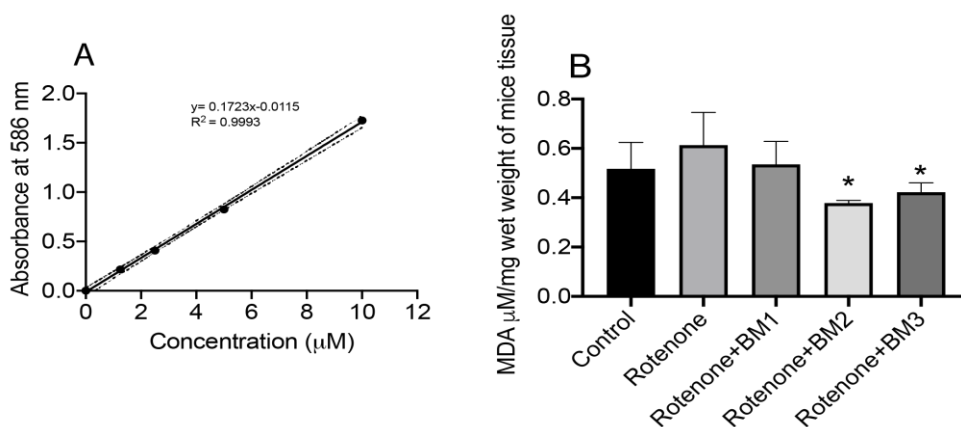 A
Absorbance at 586 nm
y= 0.1723x-0.0115
R² = 0.9993
2.0
1.5
1.0
0.5
0.0
0 2 4 6 8 10 12
Concentration (μM)
B
MDA μM/mg wet weight of mice tissue
0.8
0.6
0.4
0.2
0.0
* *
Control
Rotenone
Rotenone+BM1
Rotenone+BM2
Rotenone+BM3